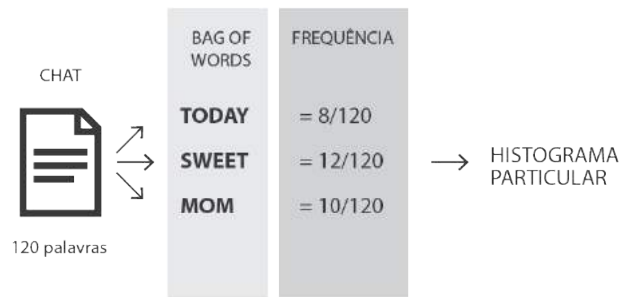 CHAT
120 palavras
BAG OF
WORDS
FREQUÊNCIA
TODAY = 8/120
SWEET = 12/120
MOM = 10/120
HISTOGRAMA
PARTICULAR